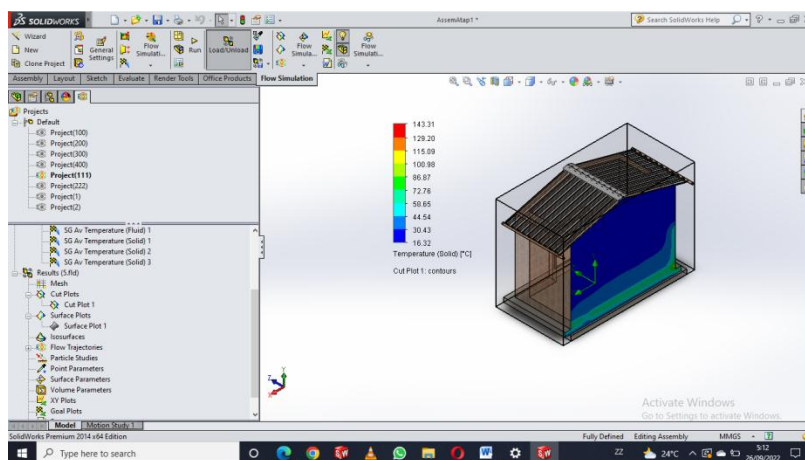 SOLIDWORKS
AssemMap1 *
Search SolidWorks Help
Wizard
New
Clone Project
General Settings
Flow Simulati...
Run
Load/Unload
Flow Simula...
Flow Simulati...
Assembly
Layout
Sketch
Evaluate
Render Tools
Office Products
Flow Simulation
Projects
Default
Project(100)
Project(200)
Project(300)
Project(400)
Project(111)
Project(222)
Project(1)
Project(2)
SG Av Temperature (Fluid) 1
SG Av Temperature (Solid) 1
SG Av Temperature (Solid) 2
SG Av Temperature (Solid) 3
Results (5.fld)
Mesh
Cut Plots
Cut Plot 1
Surface Plots
Surface Plot 1
Isosurfaces
Flow Trajectories
Particle Studies
Point Parameters
Surface Parameters
Volume Parameters
XY Plots
Goal Plots
143.31
129.20
115.09
100.98
86.87
72.76
58.65
44.54
30.43
16.32
Temperature (Solid) [°C]
Cut Plot 1: contours
Activate Windows
Go to Settings to activate Windows.
Model
Motion Study 1
SolidWorks Premium 2014 x64 Edition
Fully Defined
Editing Assembly
MMGS
Type here to search
24°C
5:12
26/09/2022